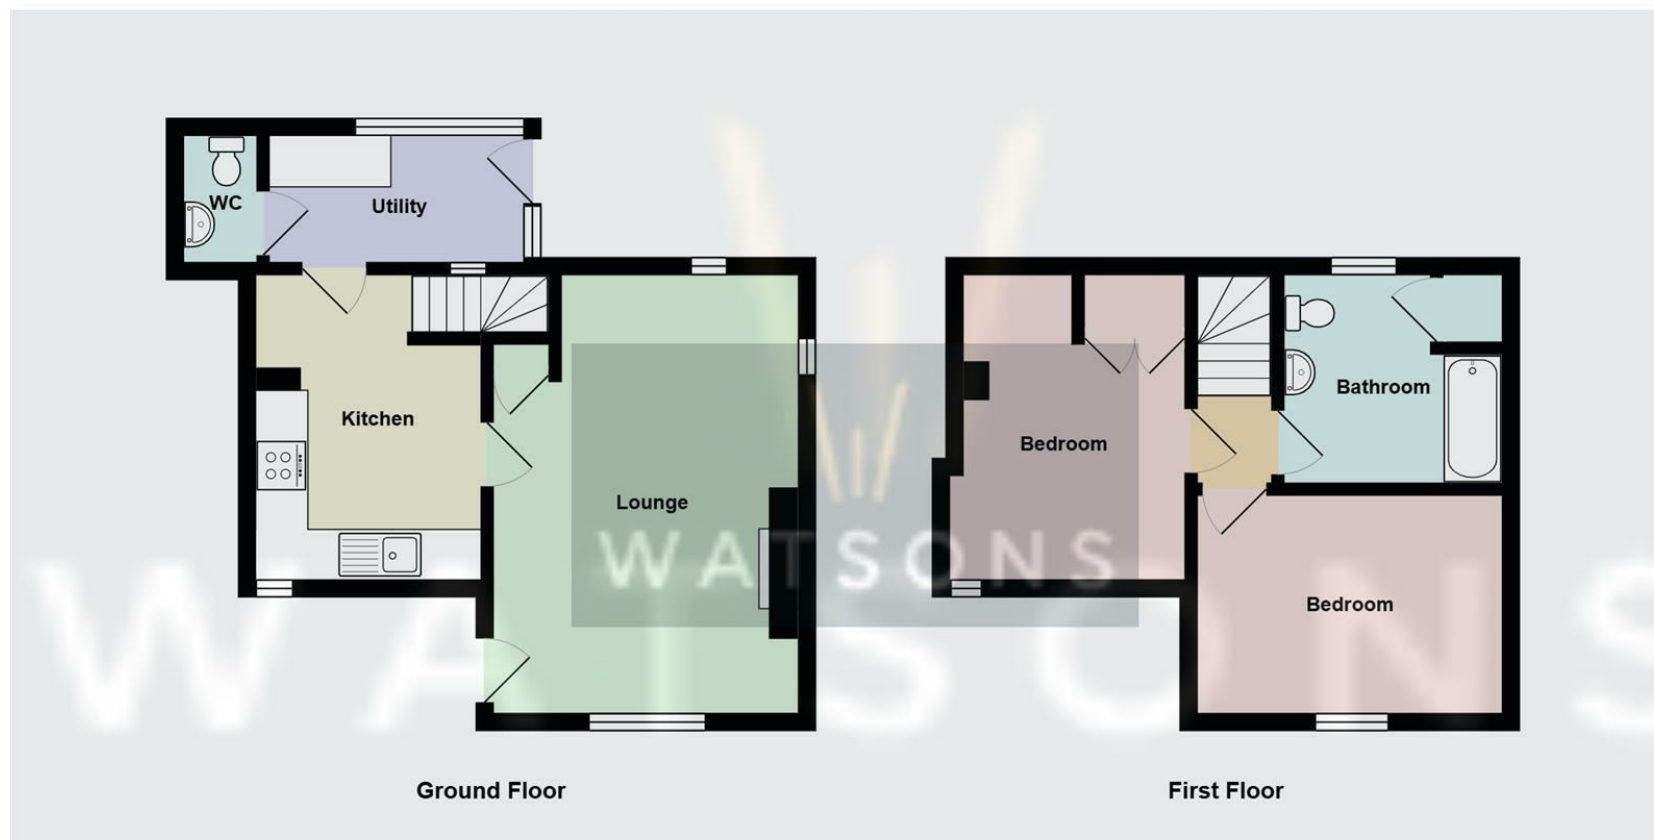 WC
Utility
Kitchen
Lounge
Bedroom
Bathroom
Bedroom
WATSONS
WATSONS
Ground Floor
First Floor